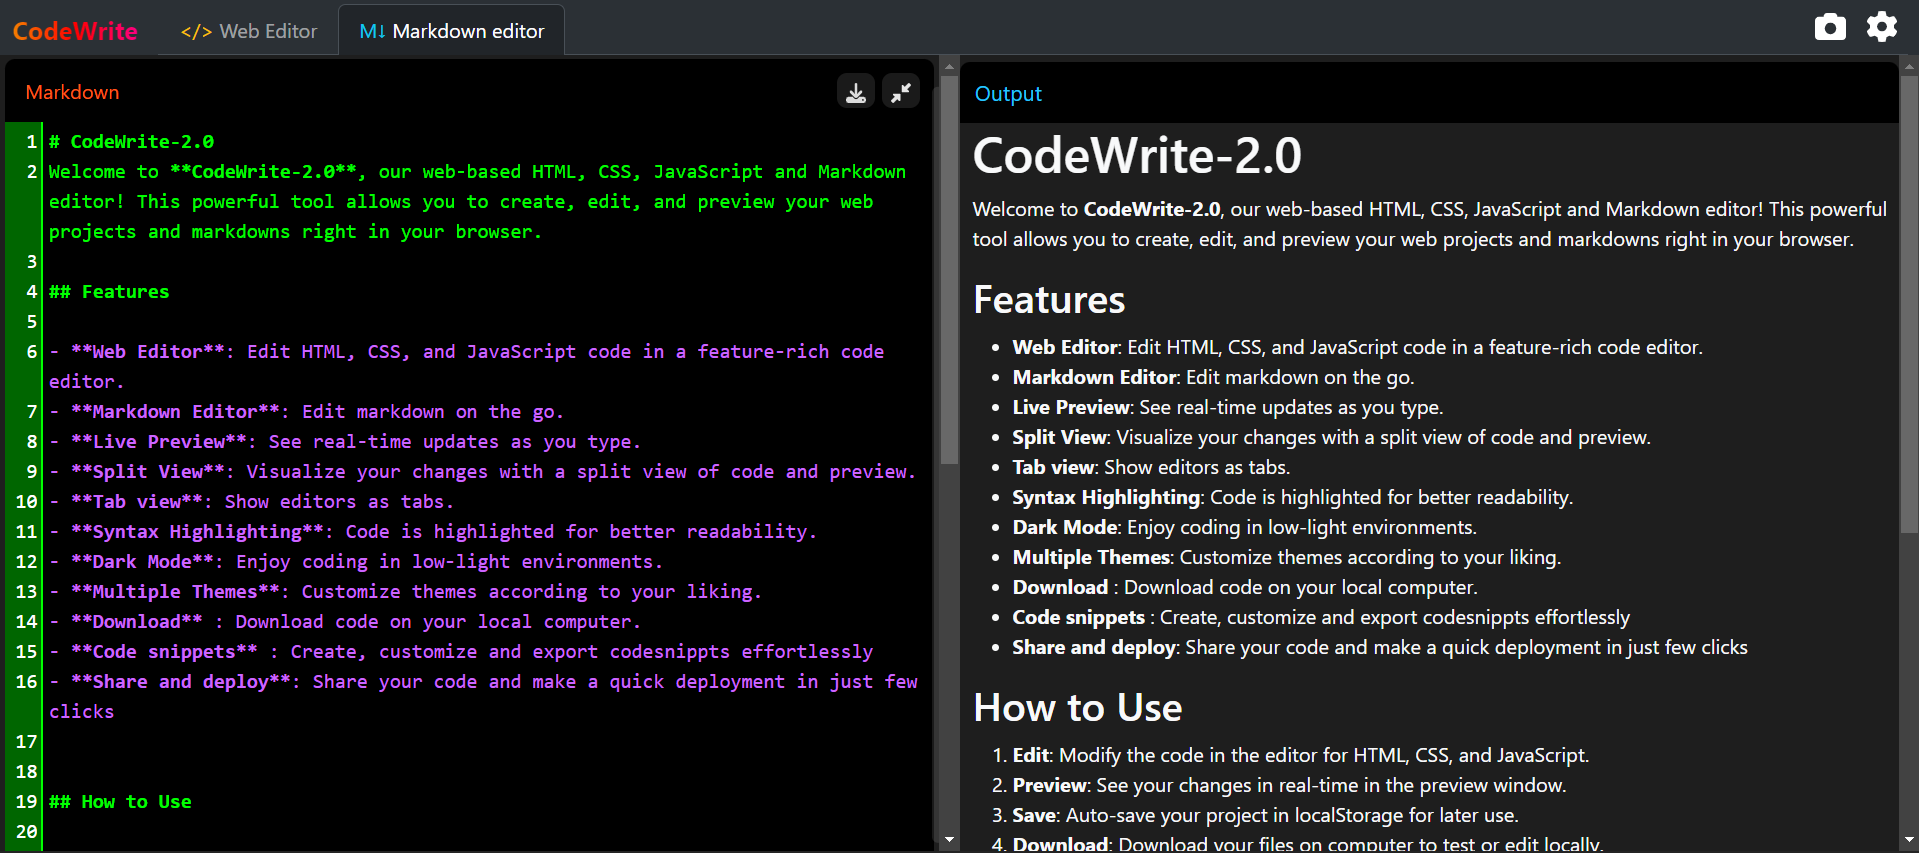 CodeWrite
</> Web Editor
M↓ Markdown editor
Markdown
1 # CodeWrite-2.0
2 Welcome to **CodeWrite-2.0**, our web-based HTML, CSS, JavaScript and Markdown
editor! This powerful tool allows you to create, edit, and preview your web
projects and markdowns right in your browser.
3
4 ## Features
5
6 - **Web Editor**: Edit HTML, CSS, and JavaScript code in a feature-rich code
editor.
7 - **Markdown Editor**: Edit markdown on the go.
8 - **Live Preview**: See real-time updates as you type.
9 - **Split View**: Visualize your changes with a split view of code and preview.
10 - **Tab view**: Show editors as tabs.
11 - **Syntax Highlighting**: Code is highlighted for better readability.
12 - **Dark Mode**: Enjoy coding in low-light environments.
13 - **Multiple Themes**: Customize themes according to your liking.
14 - **Download** : Download code on your local computer.
15 - **Code snippets** : Create, customize and export codesnippts effortlessly
16 - **Share and deploy**: Share your code and make a quick deployment in just few
clicks
17
18
19 ## How to Use
20
Output
CodeWrite-2.0
Welcome to CodeWrite-2.0, our web-based HTML, CSS, JavaScript and Markdown editor! This powerful
tool allows you to create, edit, and preview your web projects and markdowns right in your browser.
Features
• Web Editor: Edit HTML, CSS, and JavaScript code in a feature-rich code editor.
• Markdown Editor: Edit markdown on the go.
• Live Preview: See real-time updates as you type.
• Split View: Visualize your changes with a split view of code and preview.
• Tab view: Show editors as tabs.
• Syntax Highlighting: Code is highlighted for better readability.
• Dark Mode: Enjoy coding in low-light environments.
• Multiple Themes: Customize themes according to your liking.
• Download : Download code on your local computer.
• Code snippets : Create, customize and export codesnippts effortlessly
• Share and deploy: Share your code and make a quick deployment in just few clicks
How to Use
1. Edit: Modify the code in the editor for HTML, CSS, and JavaScript.
2. Preview: See your changes in real-time in the preview window.
3. Save: Auto-save your project in localStorage for later use.
4. Download: Download your files on computer to test or edit locally.